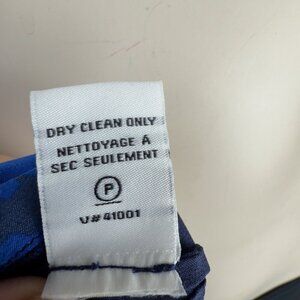 DRY CLEAN ONLY
NETTOYAGE À
SEC SEULEMENT
P
V# 41001